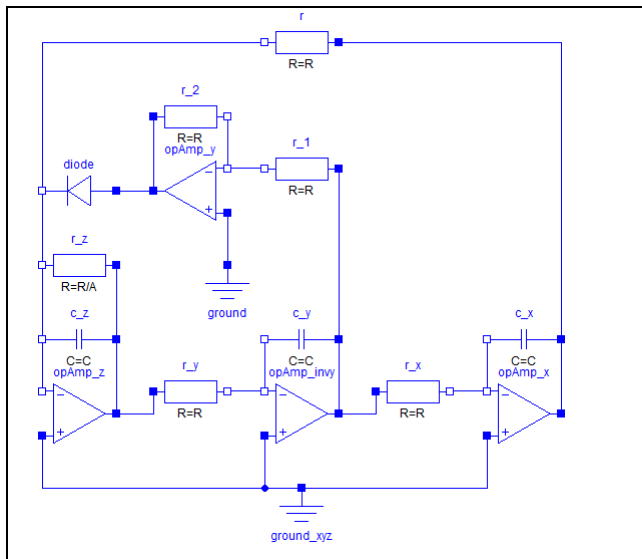 r
R=R
r_2
R=R
opAmp_y
r_1
R=R
diode
-
+
r_z
R=R/A
ground
c_z
C=C
opAmp_z
r_y
R=R
c_y
C=C
opAmp_invy
r_x
R=R
c_x
C=C
opAmp_x
-
+
-
+
-
+
ground_xyz